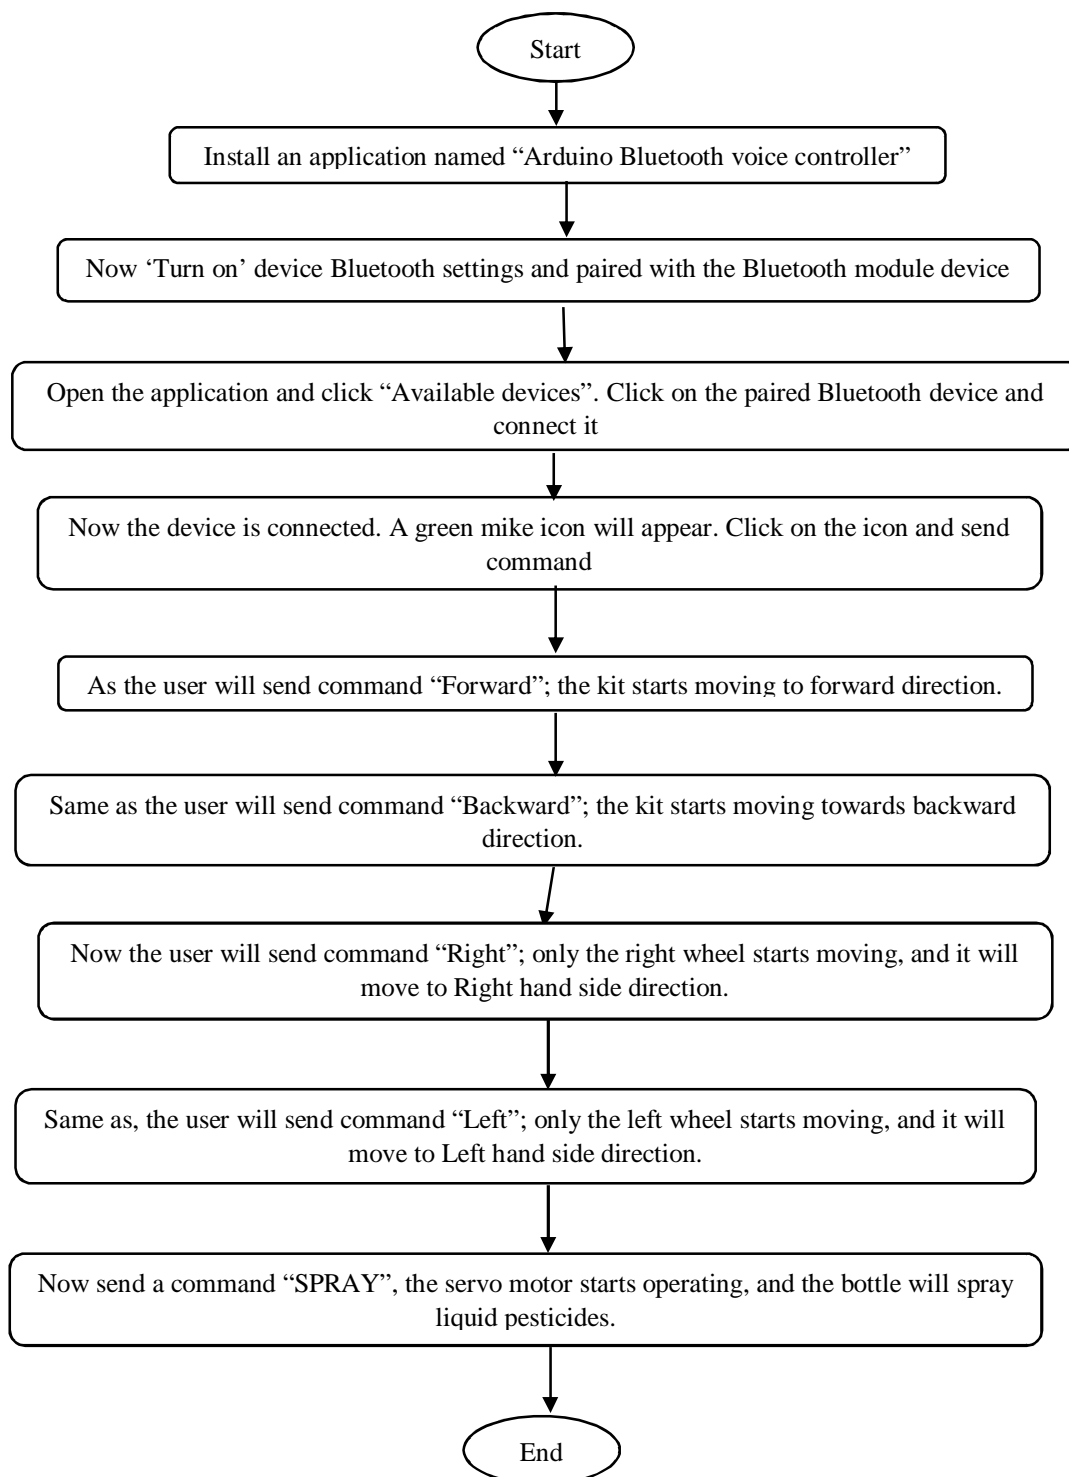 Start
Install an application named “Arduino Bluetooth voice controller”
Now ‘Turn on’ device Bluetooth settings and paired with the Bluetooth module device
Open the application and click “Available devices”. Click on the paired Bluetooth device and
connect it
Now the device is connected. A green mike icon will appear. Click on the icon and send
command
As the user will send command “Forward”; the kit starts moving to forward direction.
Same as the user will send command “Backward”; the kit starts moving towards backward
direction.
Now the user will send command “Right”; only the right wheel starts moving, and it will
move to Right hand side direction.
Same as, the user will send command “Left”; only the left wheel starts moving, and it will
move to Left hand side direction.
Now send a command “SPRAY”, the servo motor starts operating, and the bottle will spray
liquid pesticides.
End